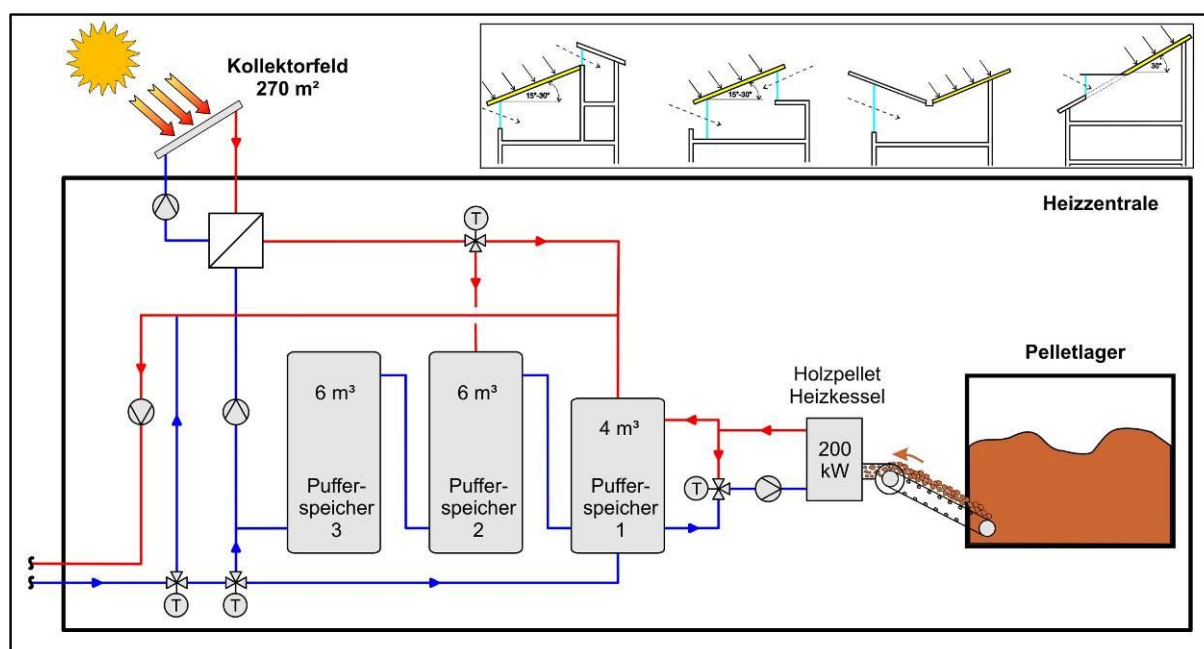 Kollektorfeld
270 m²
15°-30°
15°-30°
30°
Heizzentrale
T
6 m³
Puffer-
speicher
3
6 m³
Puffer-
speicher
2
4 m³
Puffer-
speicher
1
T
Holzpellet
Heizkessel
200
kW
Pelletlager
T
T